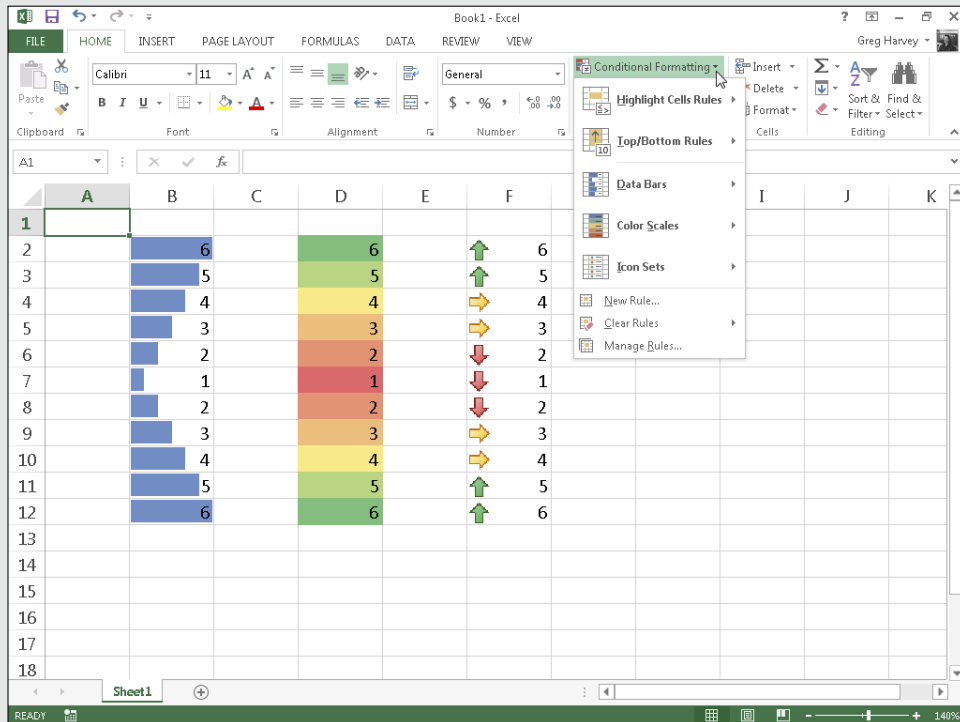 Book1 - Excel ?
FILE HOME INSERT PAGE LAYOUT FORMULAS DATA REVIEW VIEW Greg Harvey
Paste
Calibri 11
B I U A
General
$ % , .00
Conditional Formatting
Insert
Delete
Format
Σ
A
Z
Sort & Filter
Find & Select
Clipboard Font Alignment Number Cells Editing
Highlight Cells Rules
Top/Bottom Rules
10
Data Bars
Color Scales
Icon Sets
New Rule...
Clear Rules
Manage Rules...
A1 fx
A B C D E F I J K
1
2 6 6 6
3 5 5 5
4 4 4 4
5 3 3 3
6 2 2 2
7 1 1 1
8 2 2 2
9 3 3 3
10 4 4 4
11 5 5 5
12 6 6 6
13
14
15
16
17
18
Sheet1
READY 140%